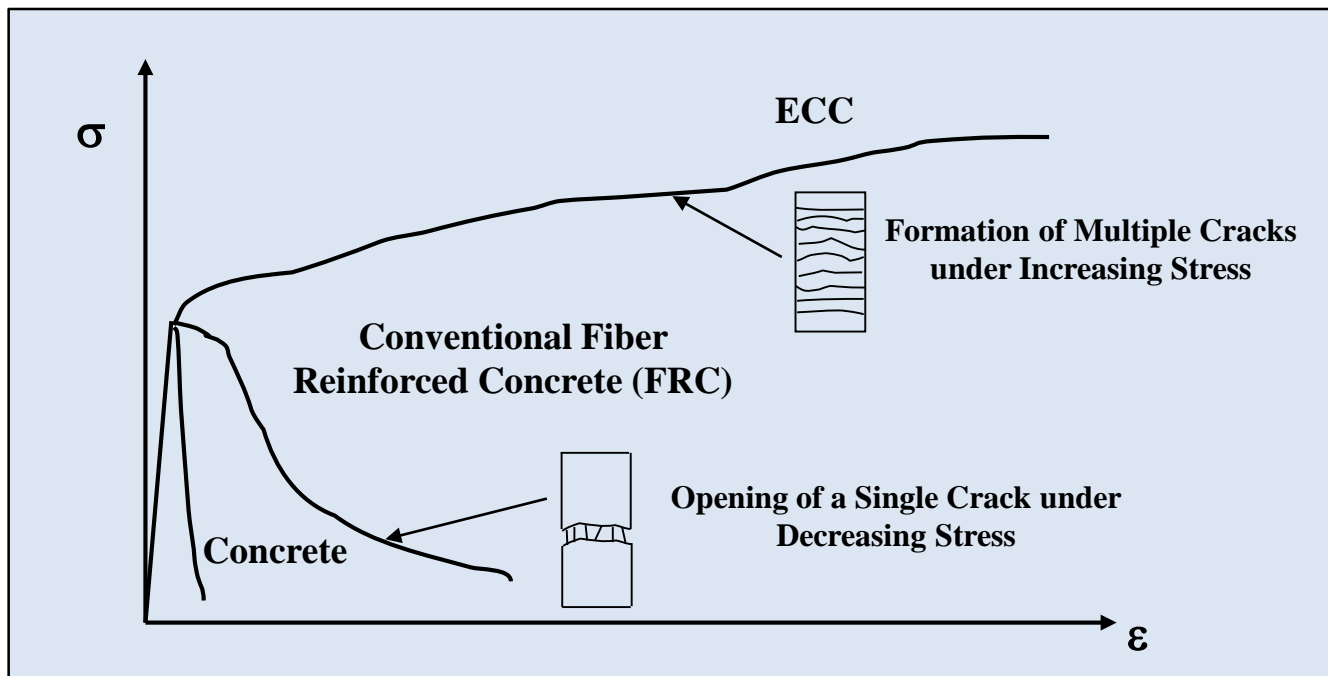 σ
ECC
Formation of Multiple Cracks
under Increasing Stress
Conventional Fiber
Reinforced Concrete (FRC)
Opening of a Single Crack under
Decreasing Stress
Concrete
ε